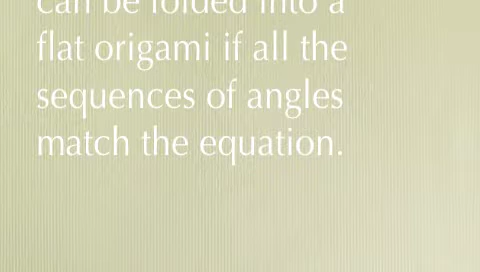 can be folded into a
flat origami if all the
sequences of angles
match the equation.